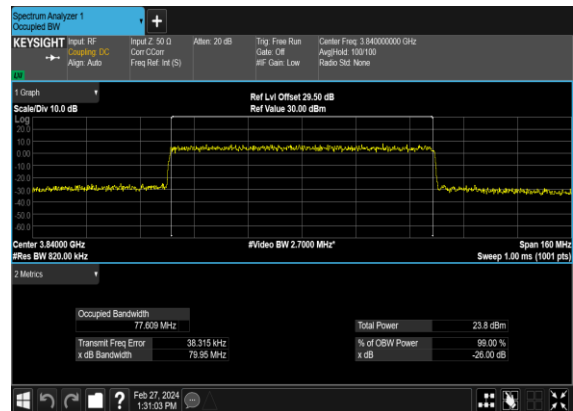 Spectrum Analyzer 1
Occupied BW
+
KEYSIGHT
Input: RF
Coupling: DC
Align: Auto
Input Z: 50 Ω
Corr CCorr
Freq Ref: Int (S)
Atten: 20 dB
Trig: Free Run
Gate: Off
#IF Gain: Low
Center Freq: 3.840000000 GHz
Avg|Hold: 100/100
Radio Std: None
1 Graph
Scale/Div 10.0 dB
Ref Lvl Offset 29.50 dB
Ref Value 30.00 dBm
Log
20.0
10.0
0.00
-10.0
-20.0
-30.0
-40.0
-50.0
-60.0
Center 3.84000 GHz
#Res BW 820.00 kHz
#Video BW 2.7000 MHz*
Span 160 MHz
Sweep 1.00 ms (1001 pts)
2 Metrics
Occupied Bandwidth
77.609 MHz
Transmit Freq Error 38.315 kHz
x dB Bandwidth 79.95 MHz
Total Power 23.8 dBm
% of OBW Power 99.00 %
x dB -26.00 dB
?
Feb 27, 2024
1:31:03 PM